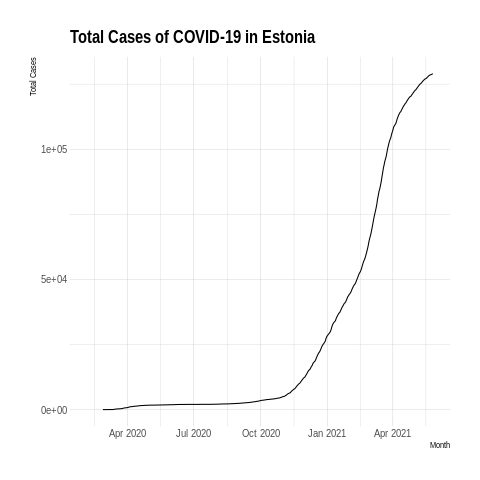 Total Cases of COVID-19 in Estonia
Total Cases
1e+05
5e+04
0e+00
Apr 2020 Jul 2020 Oct 2020 Jan 2021 Apr 2021
Month